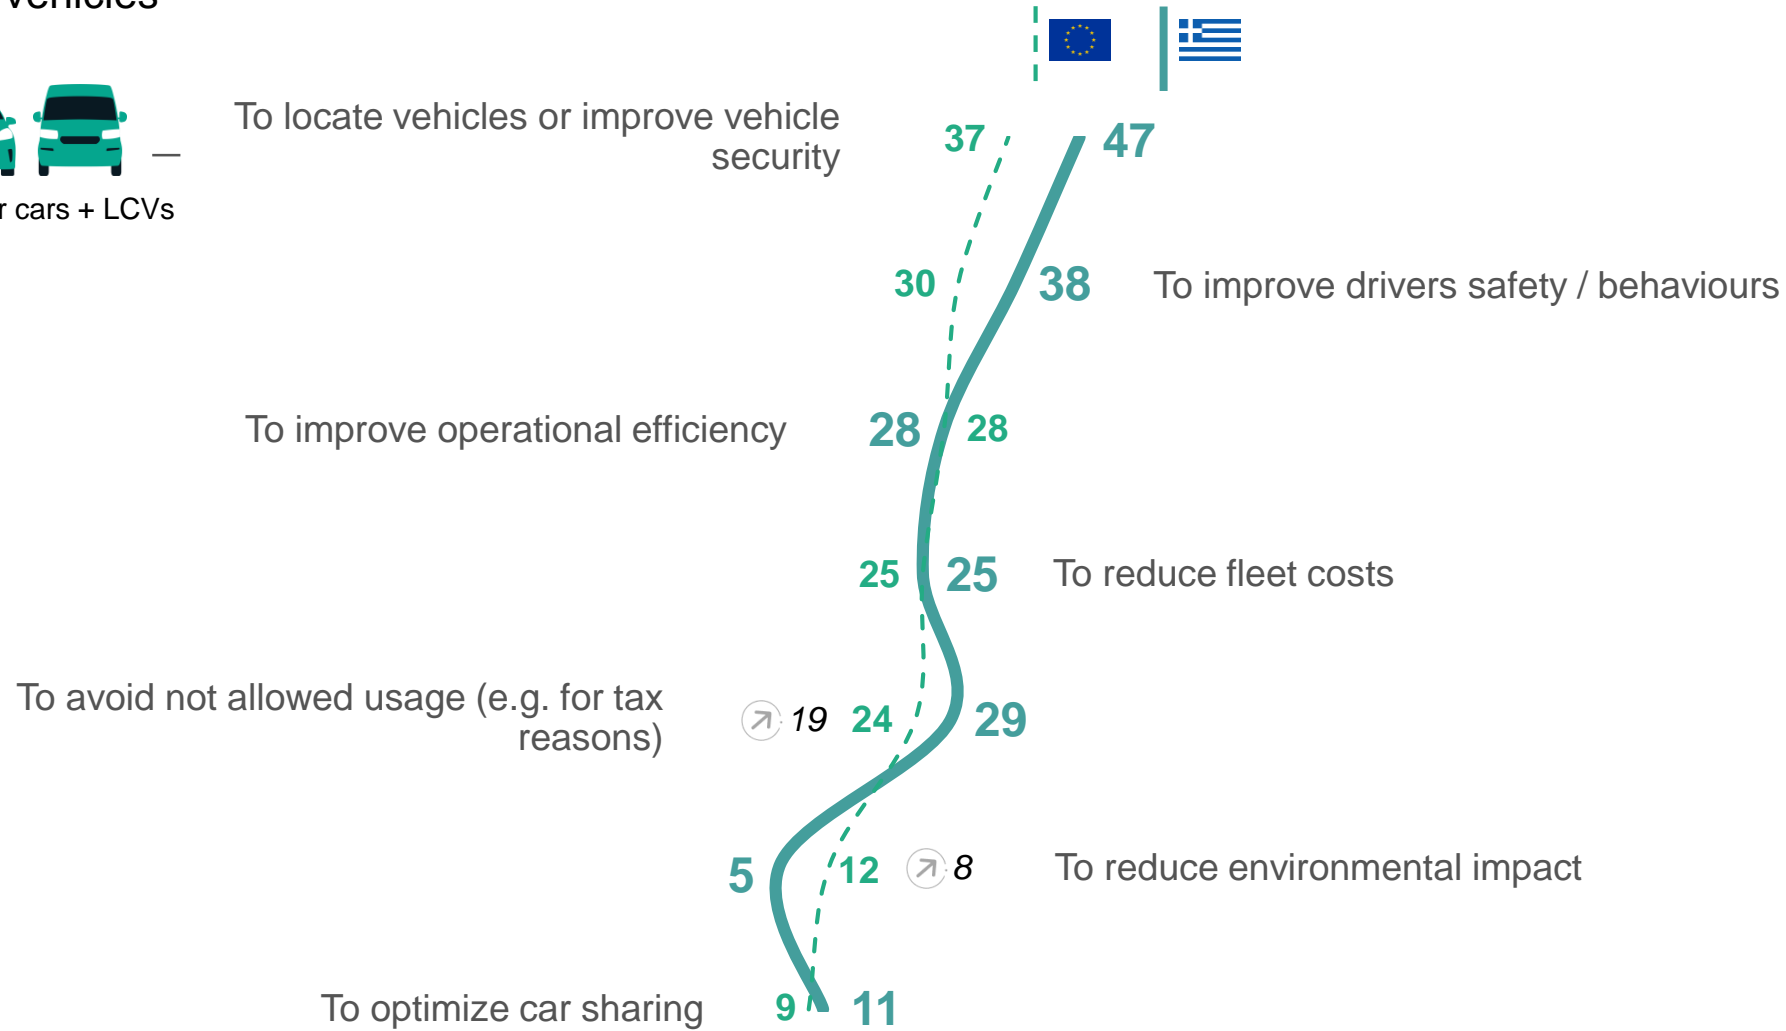 vehicles
To locate vehicles or improve vehicle
security
37
47
r cars + LCVs
30
38
To improve drivers safety / behaviours
To improve operational efficiency
28
28
25
25
To reduce fleet costs
To avoid not allowed usage (e.g. for tax
reasons)
19
24
29
5
12
8
To reduce environmental impact
To optimize car sharing
9
11